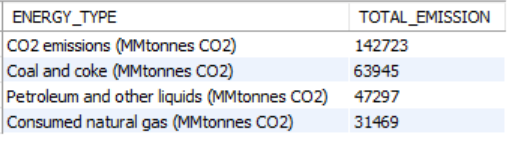 ENERGY_TYPE TOTAL_EMISSION
CO2 emissions (MMtonnes CO2) 142723
Coal and coke (MMtonnes CO2) 63945
Petroleum and other liquids (MMtonnes CO2) 47297
Consumed natural gas (MMtonnes CO2) 31469